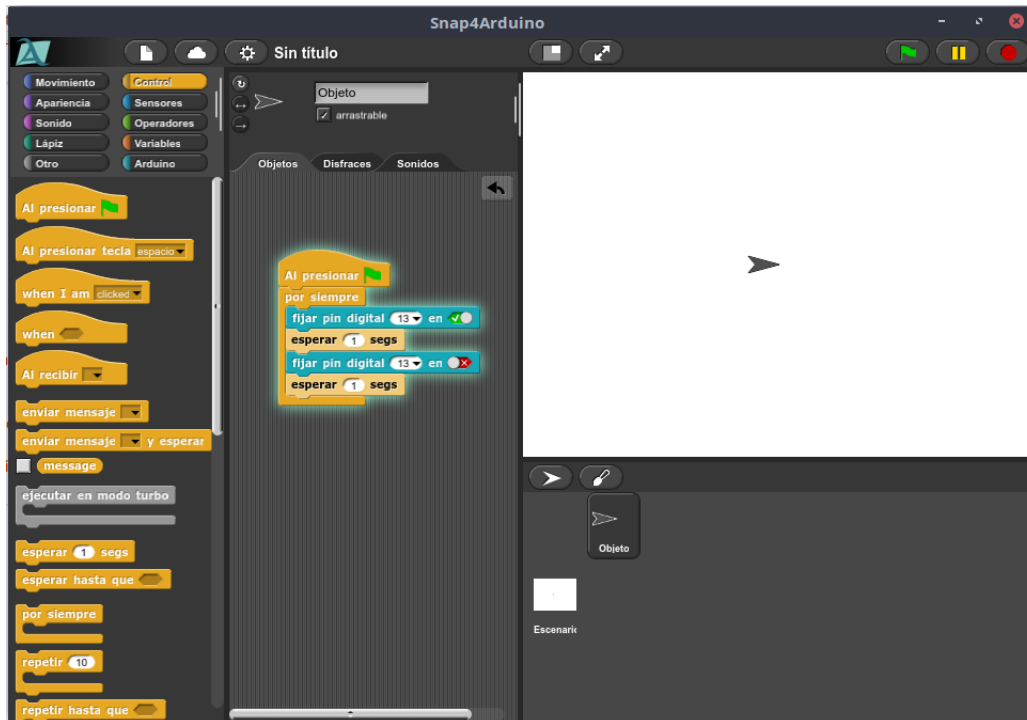 Snap4Arduino
Sin título
Movimiento
Control
Apariencia
Sensores
Sonido
Operadores
Lápiz
Variables
Otro
Arduino
Objeto
arrastrable
Objetos
Disfraces
Sonidos
Al presionar
Al presionar tecla espacio
when I am clicked
when
Al recibir
enviar mensaje
enviar mensaje y esperar
message
ejecutar en modo turbo
esperar 1 segs
esperar hasta que
por siempre
repetir 10
repetir hasta que
Al presionar
por siempre
fijar pin digital 13 en
esperar 1 segs
fijar pin digital 13 en
esperar 1 segs
Objeto
Escenario